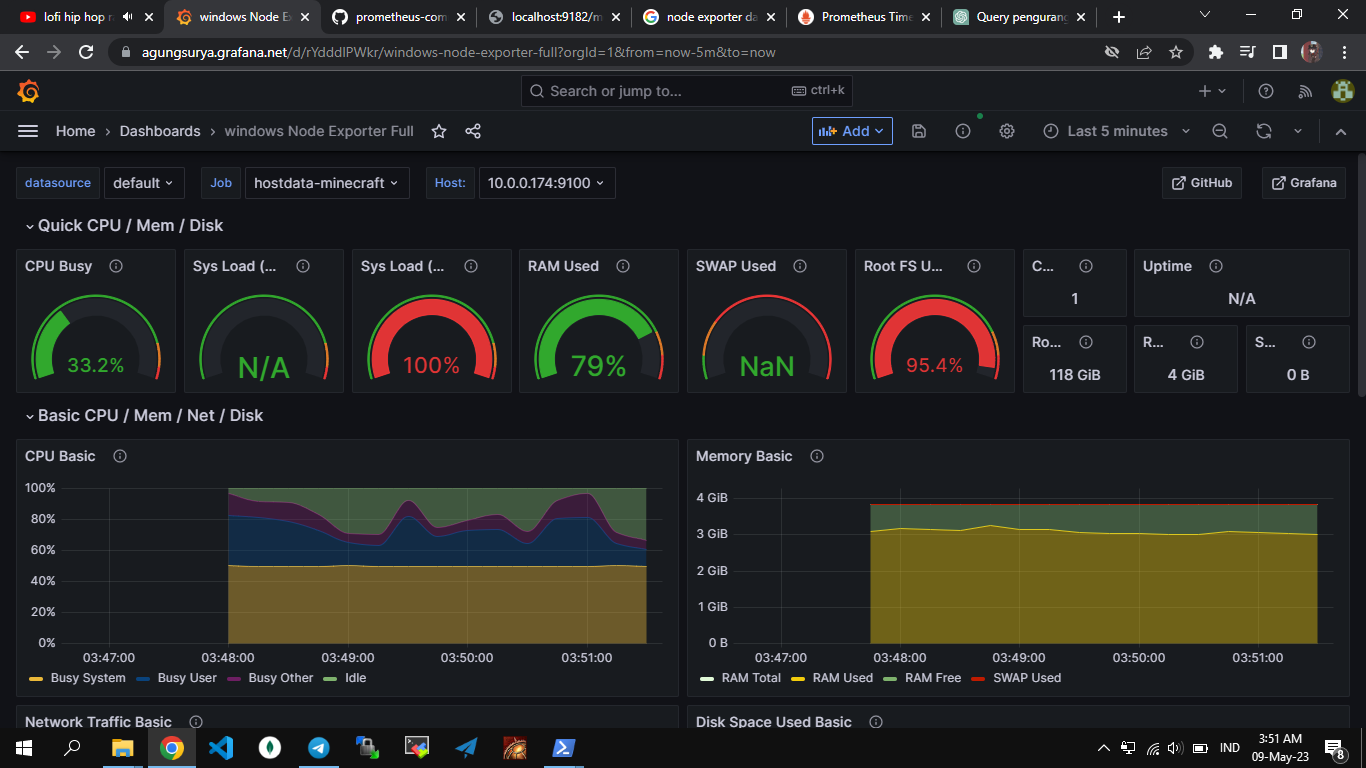 lofi hip hop ra
windows Node Ex
prometheus-com
localhost:9182/m
node exporter da
Prometheus Time
Query pengurang
agungsurya.grafana.net/d/rYdddlPWkr/windows-node-exporter-full?orgId=1&from=now-5m&to=now
Search or jump to...
ctrl+k
Home
Dashboards
windows Node Exporter Full
Add
Last 5 minutes
datasource
default
Job
hostdata-minecraft
Host:
10.0.0.174:9100
GitHub
Grafana
Quick CPU / Mem / Disk
CPU Busy
Sys Load (...
Sys Load (...
RAM Used
SWAP Used
Root FS U...
C...
Uptime
33.2%
N/A
100%
79%
NaN
95.4%
1
N/A
Ro...
R...
S...
118 GiB
4 GiB
0 B
Basic CPU / Mem / Net / Disk
CPU Basic
100%
80%
60%
40%
20%
0%
03:47:00
03:48:00
03:49:00
03:50:00
03:51:00
Busy System
Busy User
Busy Other
Idle
Memory Basic
4 GiB
3 GiB
2 GiB
1 GiB
0 B
03:47:00
03:48:00
03:49:00
03:50:00
03:51:00
RAM Total
RAM Used
RAM Free
SWAP Used
Network Traffic Basic
Disk Space Used Basic
IND
3:51 AM
09-May-23
8